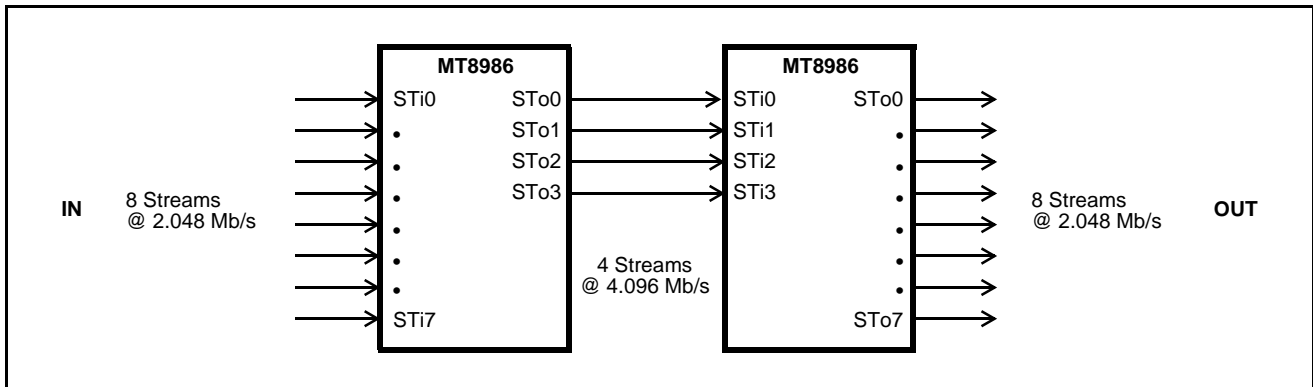 MT8986
MT8986
STi0
STo0
STi0
STo0
STo1
STi1
STo2
STi2
STo3
STi3
IN
8 Streams
@ 2.048 Mb/s
8 Streams
@ 2.048 Mb/s
OUT
4 Streams
@ 4.096 Mb/s
STi7
STo7